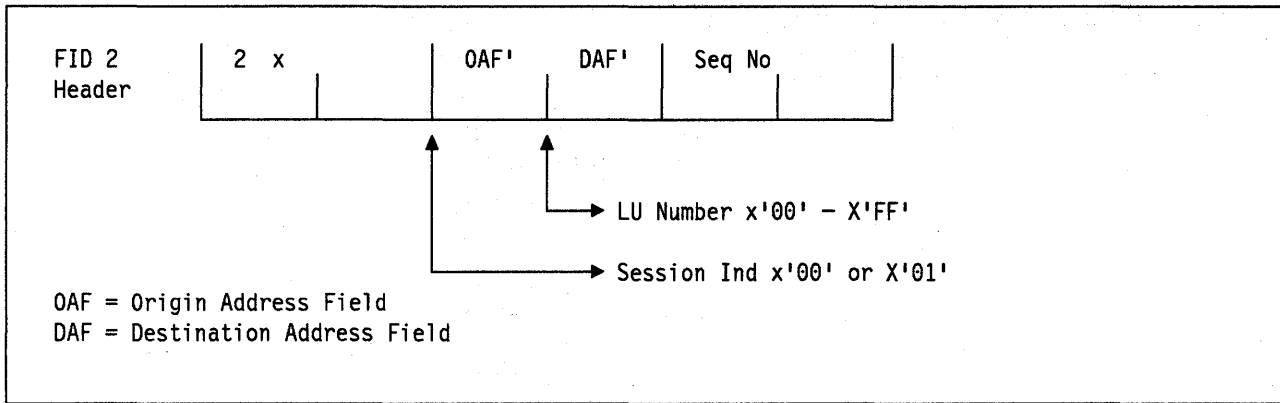 FID 2 2 x OAF' DAF' Seq No
Header
LU Number x'00' – X'FF'
Session Ind x'00' or X'01'
OAF = Origin Address Field
DAF = Destination Address Field